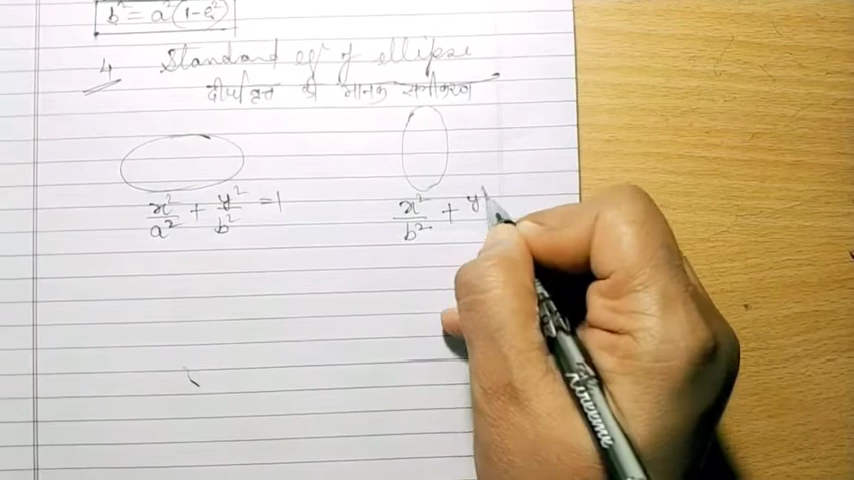 b² = a²(1-e²)
4 Standard eqⁿ of ellipse
दीर्घवृत्त की मानक समीकरण
x²/a² + y²/b² = 1
x²/b² + y